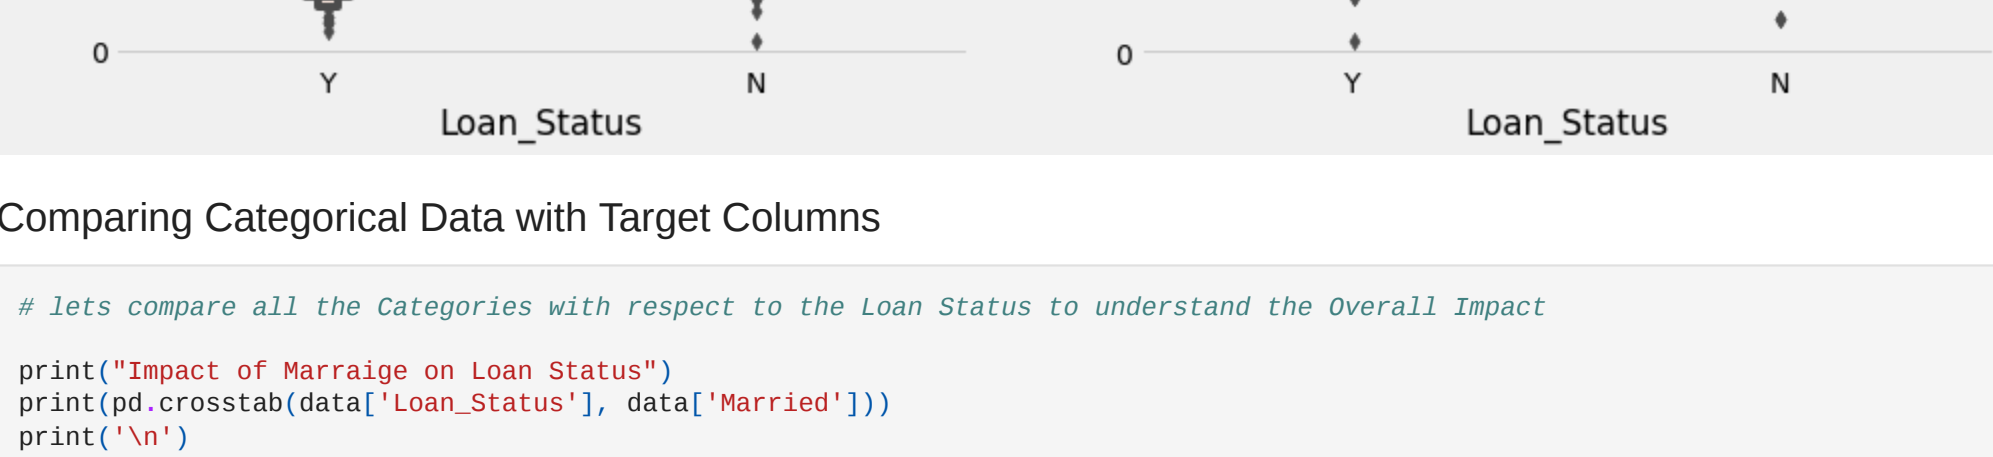 0
Y N
Loan_Status
0
Y N
Loan_Status
Comparing Categorical Data with Target Columns
# lets compare all the Categories with respect to the Loan Status to understand the Overall Impact
print("Impact of Marraige on Loan Status")
print(pd.crosstab(data['Loan_Status'], data['Married']))
print('\n')